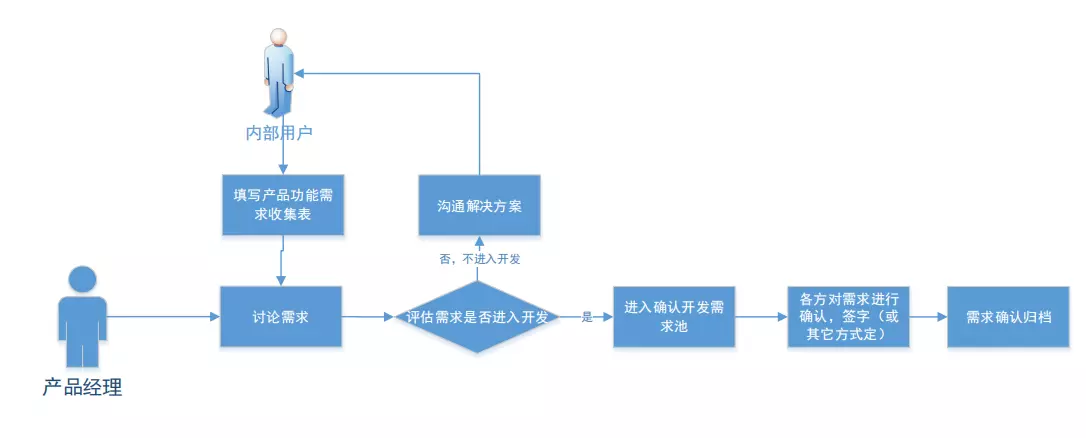 内部用户
填写产品功能需
求收集表
沟通解决方案
否，不进入开发
讨论需求
评估需求是否进入开发
是
进入确认开发需
求池
各方对需求进行
确认，签字（或
其它方式定）
需求确认归档
产品经理